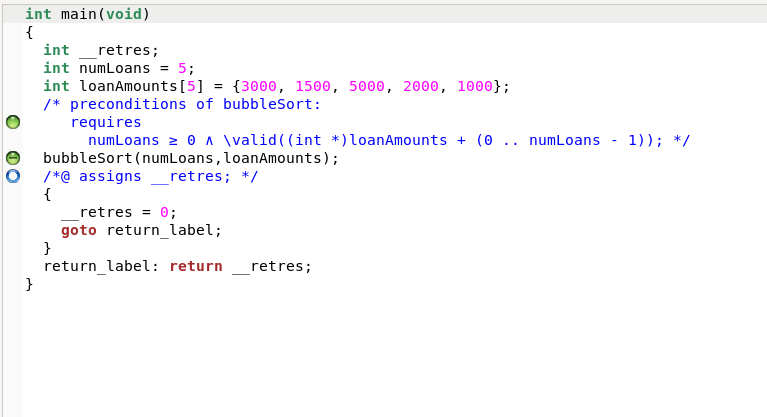 int main(void)
{
  int __retres;
  int numLoans = 5;
  int loanAmounts[5] = {3000, 1500, 5000, 2000, 1000};
  /* preconditions of bubbleSort:
     requires
       numLoans ≥ 0 ∧ \valid((int *)loanAmounts + (0 .. numLoans - 1)); */
  bubbleSort(numLoans,loanAmounts);
  /*@ assigns __retres; */
  {
    __retres = 0;
    goto return_label;
  }
  return_label: return __retres;
}